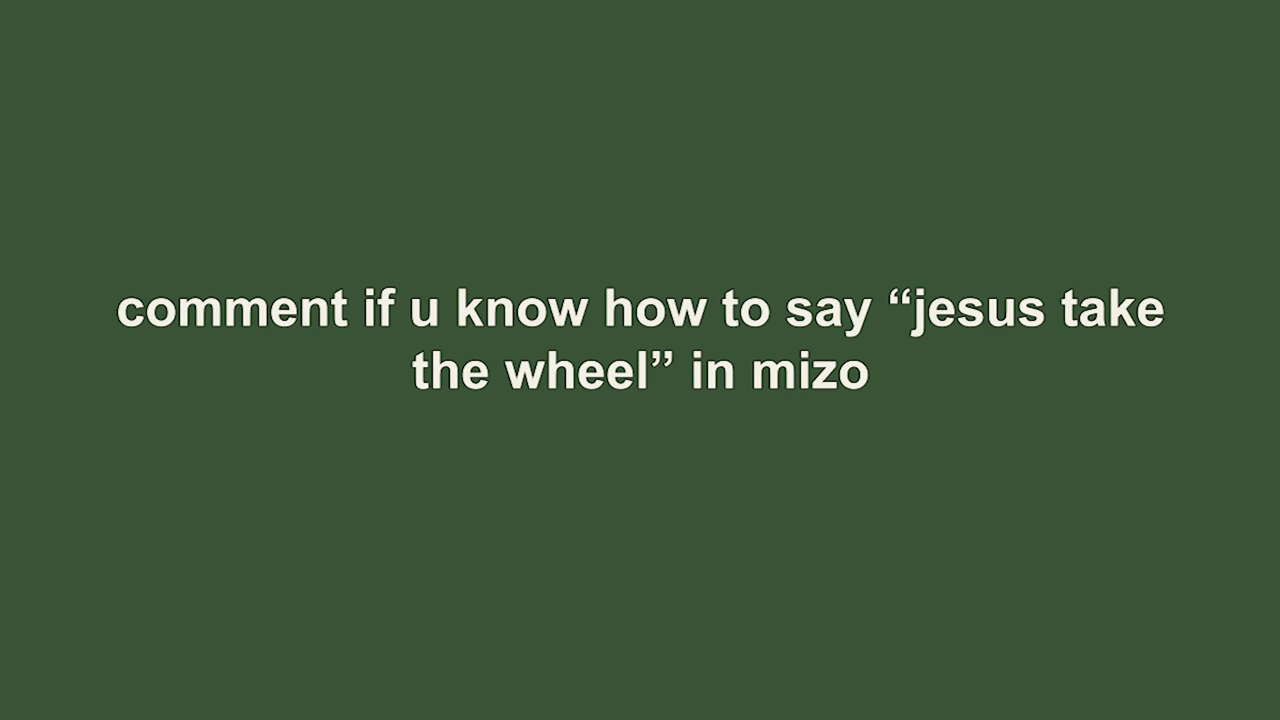 comment if u know how to say “jesus take
the wheel” in mizo